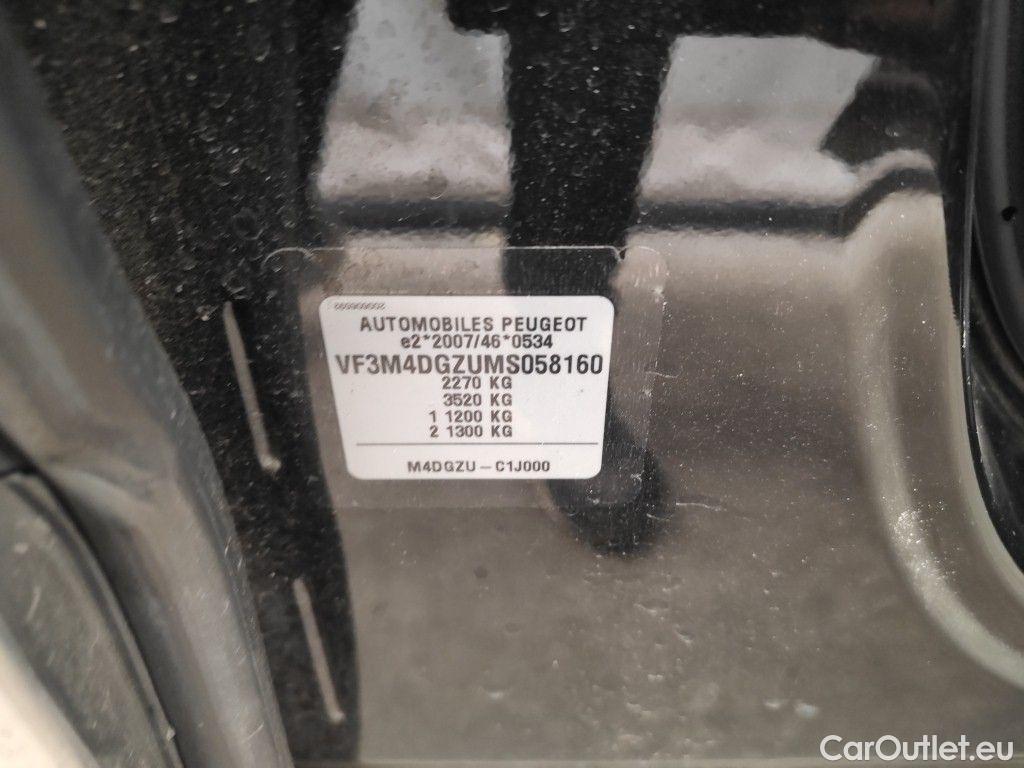 AUTOMOBILES PEUGEOT
e2*2007/46*0534
VF3M4DGZUMS058160
2270 KG
3520 KG
1 1200 KG
2 1300 KG
M4DGZU – C1J000
CarOutlet.eu